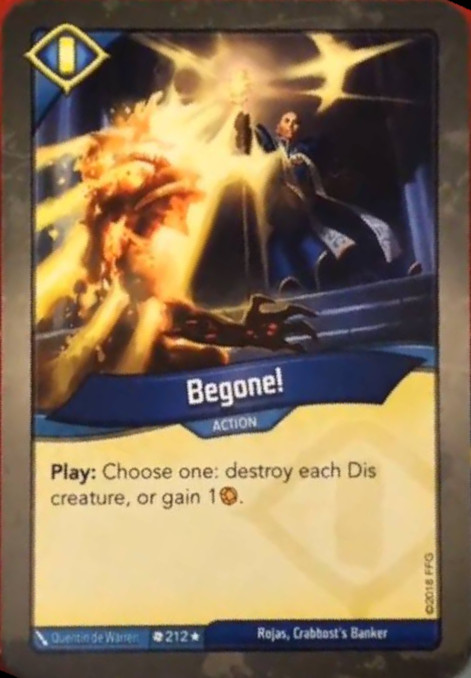 Begone!
ACTION
Play: Choose one: destroy each Dis
creature, or gain 1.
©2018 FFG
Quentin de Warren
212★
Rojas, Crabbost's Banker